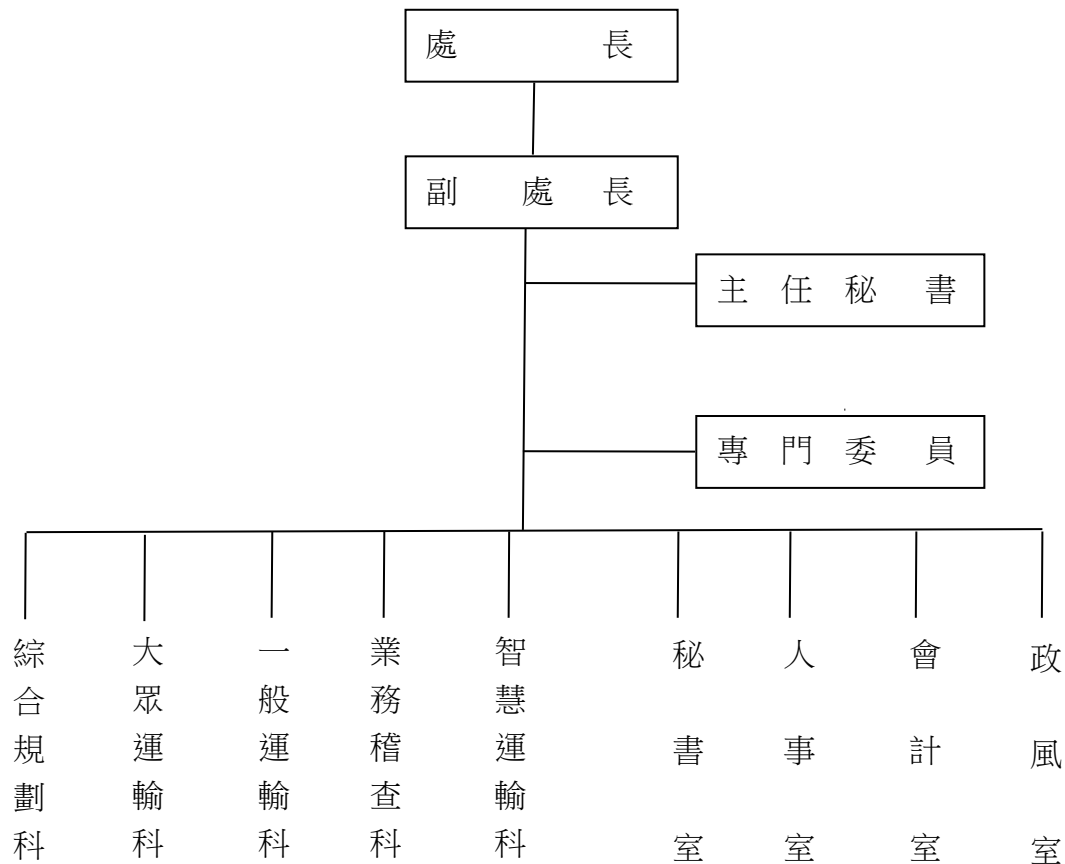 處長
副處長
主任秘書
專門委員
綜合規劃科
大眾運輸科
一般運輸科
業務稽查科
智慧運輸科
秘書室
人事室
會計室
政風室